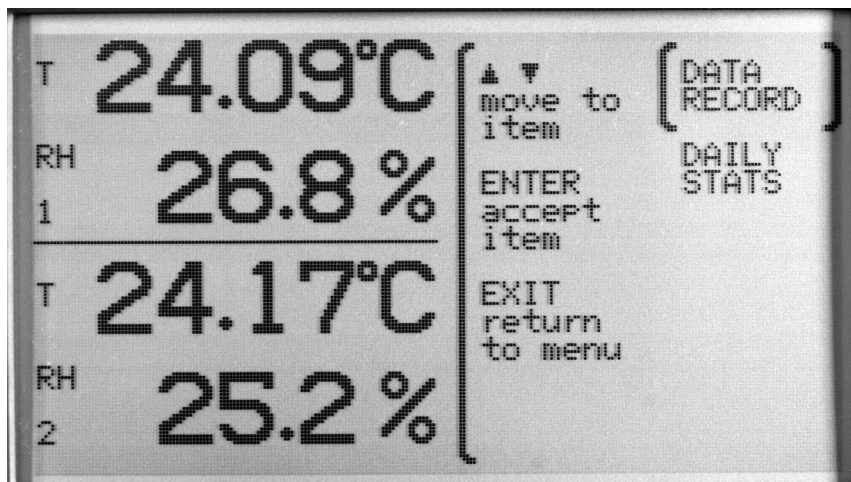 T 24.09°C
RH 26.8 %
1
T 24.17°C
RH 25.2 %
2
▲ ▼
move to
item
ENTER
accept
item
EXIT
return
to menu
DATA
RECORD
DAILY
STATS